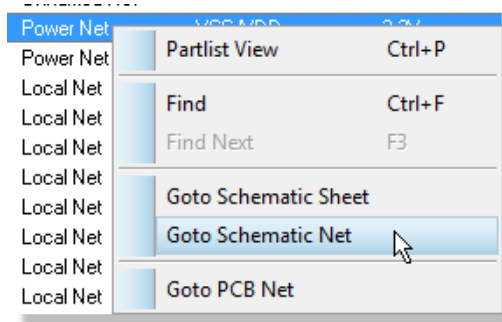 Power Net
Power Net
Partlist View Ctrl+P
Local Net
Local Net
Find Ctrl+F
Local Net
Find Next F3
Local Net
Local Net
Goto Schematic Sheet
Local Net
Goto Schematic Net
Local Net
Local Net
Goto PCB Net